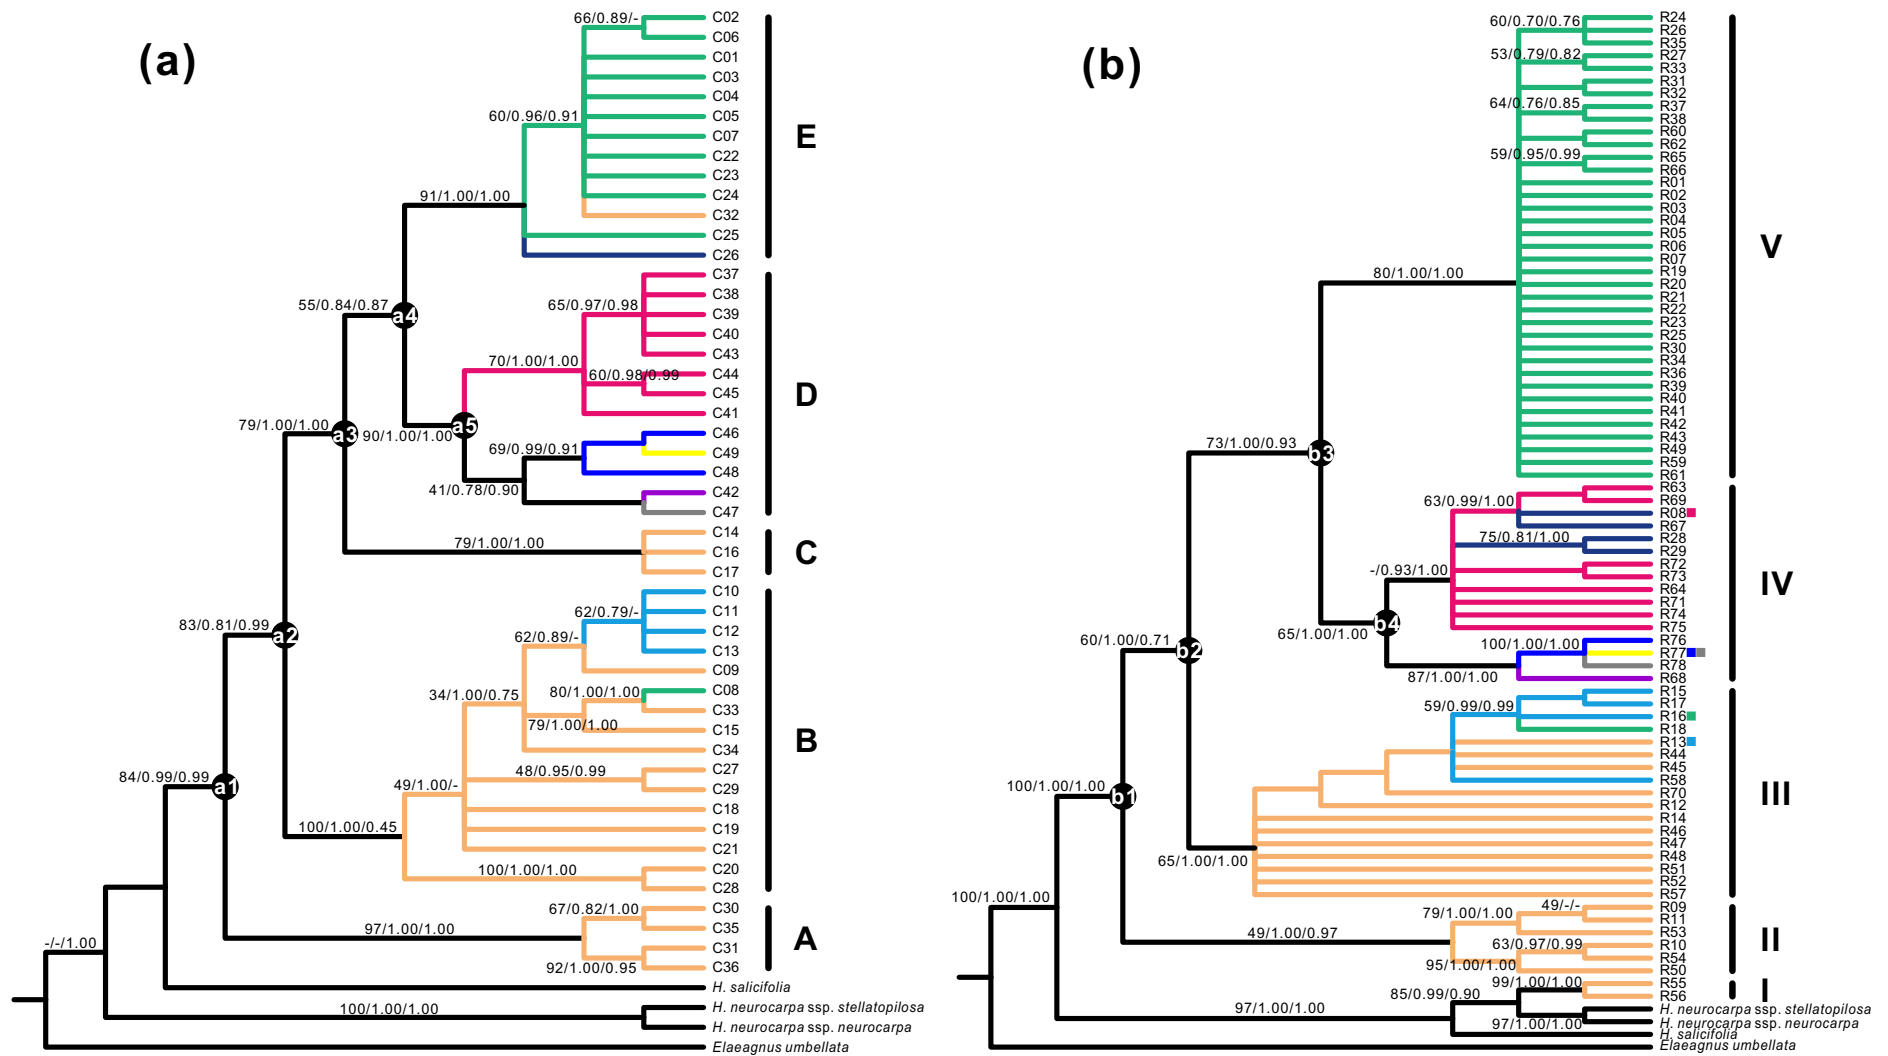 (a)
66/0.89/-
C02
C06
C01
C03
C04
60/0.96/0.91
C05
C07
E
C22
C23
91/1.00/1.00
C24
C32
C25
C26
C37
55/0.84/0.87
a4
65/0.97/0.98
C38
C39
C40
C43
70/1.00/1.00
60/0.98/0.99
C44
C45
D
C41
79/1.00/1.00
a3
90/1.00/1.00
a5
C46
69/0.99/0.91
C49
C48
41/0.78/0.90
C42
C47
C14
79/1.00/1.00
C16
C
C17
C10
62/0.79/-
C11
83/0.81/0.99
a2
62/0.89/-
C12
C13
C09
34/1.00/0.75
80/1.00/1.00
C08
C33
79/1.00/1.00
C15
B
C34
84/0.99/0.99
a1
49/1.00/-
48/0.95/0.99
C27
C29
C18
100/1.00/0.45
C19
C21
100/1.00/1.00
C20
C28
67/0.82/1.00
C30
97/1.00/1.00
C35
A
-/-/1.00
92/1.00/0.95
C31
C36
H. salicifolia
100/1.00/1.00
H. neurocarpa ssp. stellatopilosa
H. neurocarpa ssp. neurocarpa
Elaeagnus umbellata
(b)
60/0.70/0.76
R24
R26
R35
53/0.79/0.82
R27
R33
R31
R32
64/0.76/0.85
R37
R38
R60
R62
59/0.95/0.99
R65
R66
R01
R02
R03
R04
R05
R06
V
R07
R19
80/1.00/1.00
R20
R21
R22
R23
R25
R30
R34
R36
R39
R40
R41
R42
73/1.00/0.93
b3
R43
R49
R59
R61
R63
63/0.99/1.00
R69
R08
R67
75/0.81/1.00
R28
R29
-/0.93/1.00
R72
R73
IV
R64
R71
R74
65/1.00/1.00
b4
R75
60/1.00/0.71
b2
100/1.00/1.00
R76
R77
R78
87/1.00/1.00
R68
R15
59/0.99/0.99
R17
R16
R18
R13
R44
R45
R58
100/1.00/1.00
b1
R70
III
R12
R14
R46
R47
65/1.00/1.00
R48
R51
R52
R57
100/1.00/1.00
49/-/-
R09
79/1.00/1.00
R11
49/1.00/0.97
R53
II
63/0.97/0.99
R10
R54
95/1.00/1.00
R50
99/1.00/1.00
R55
85/0.99/0.90
R56
I
97/1.00/1.00
H. neurocarpa ssp. stellatopilosa
97/1.00/1.00
H. neurocarpa ssp. neurocarpa
H. salicifolia
Elaeagnus umbellata